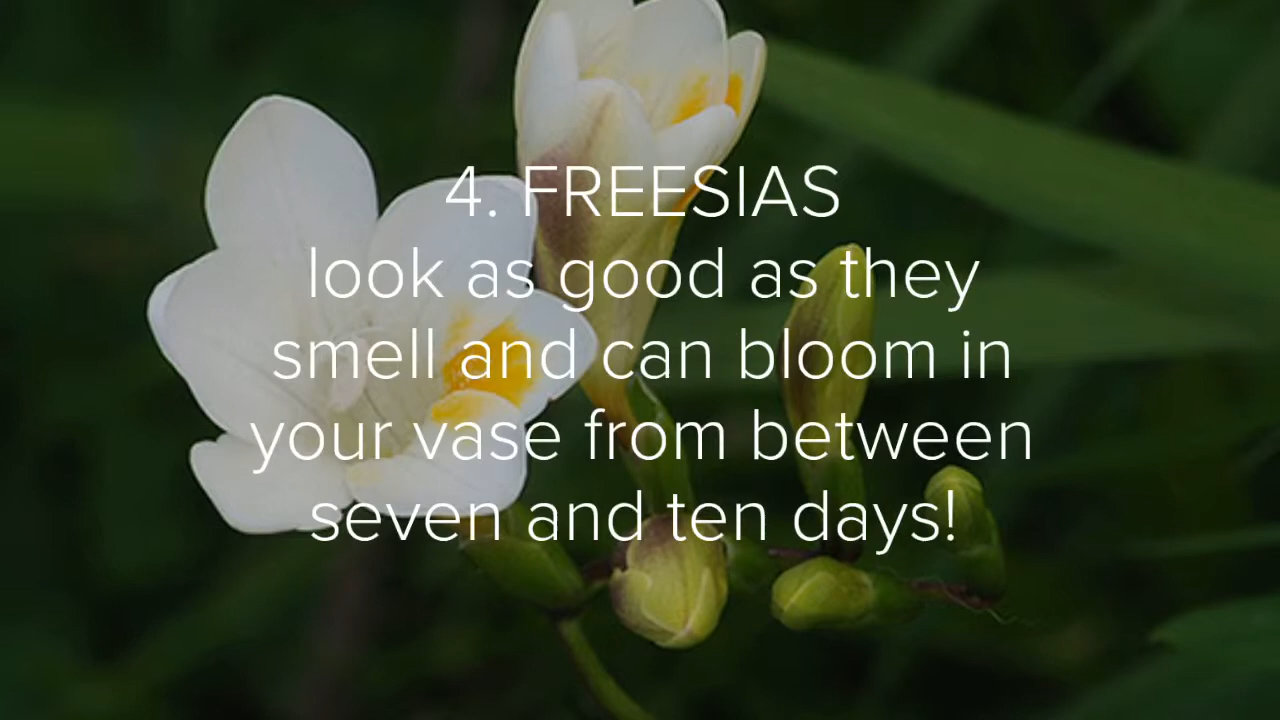 4. FREESIAS
look as good as they
smell and can bloom in
your vase from between
seven and ten days!